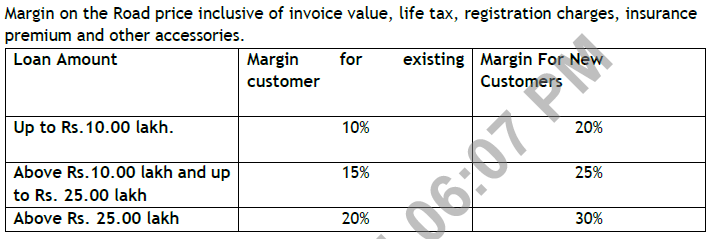 Margin on the Road price inclusive of invoice value, life tax, registration charges, insurance
premium and other accessories.
Loan Amount
Margin for existing
customer
Margin For New
Customers
Up to Rs.10.00 lakh.
10%
20%
Above Rs.10.00 lakh and up
to Rs. 25.00 lakh
15%
25%
Above Rs. 25.00 lakh
20%
30%
06:07 PM